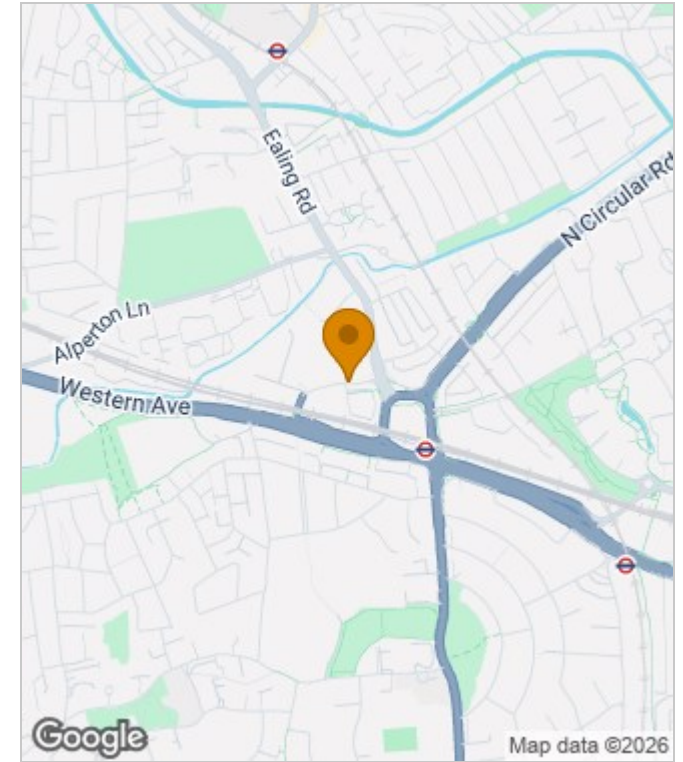 Ealing Rd
N Circular Rd
Alperton Ln
Western Ave
Google
Map data ©2026